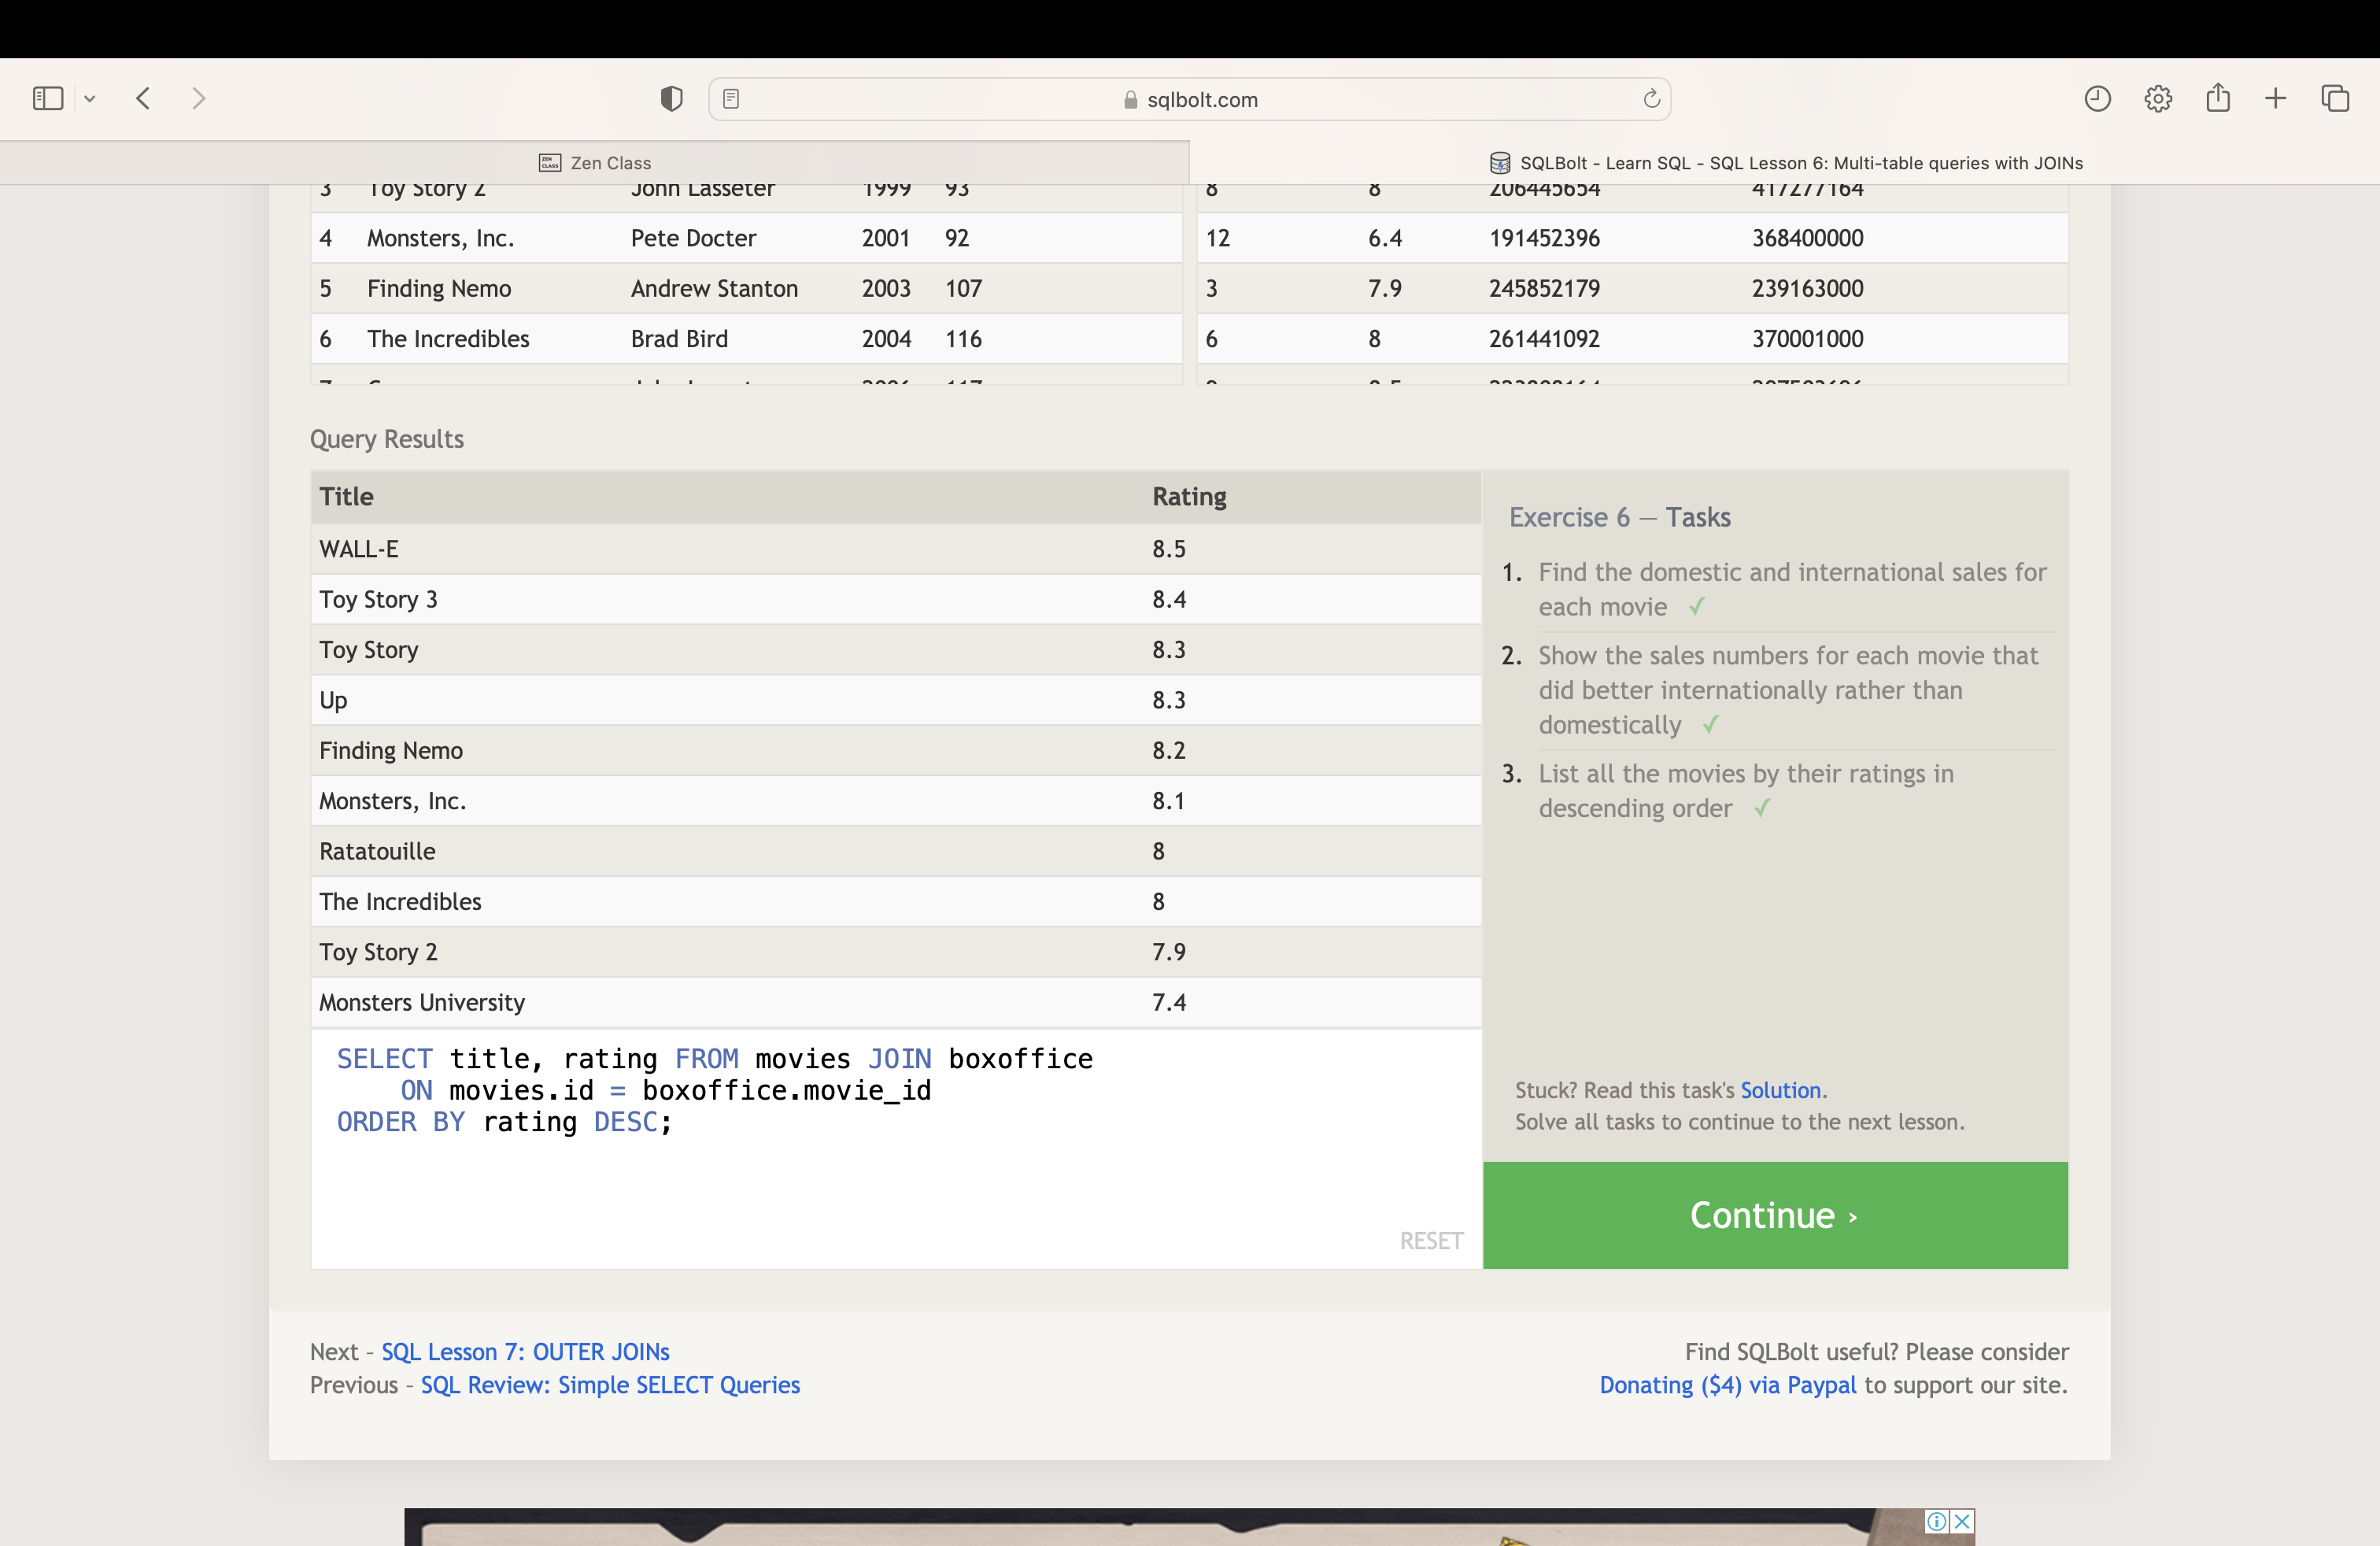 sqlbolt.com
ZEN CLASS Zen Class
SQLBolt - Learn SQL - SQL Lesson 6: Multi-table queries with JOINs
3 Toy Story 2 John Lasseter 1999 93 8 8 206445654 417277164
4 Monsters, Inc. Pete Docter 2001 92 12 6.4 191452396 368400000
5 Finding Nemo Andrew Stanton 2003 107 3 7.9 245852179 239163000
6 The Incredibles Brad Bird 2004 116 6 8 261441092 370001000
Query Results
Title Rating
WALL-E 8.5
Toy Story 3 8.4
Toy Story 8.3
Up 8.3
Finding Nemo 8.2
Monsters, Inc. 8.1
Ratatouille 8
The Incredibles 8
Toy Story 2 7.9
Monsters University 7.4
SELECT title, rating FROM movies JOIN boxoffice
ON movies.id = boxoffice.movie_id
ORDER BY rating DESC;
RESET
Exercise 6 — Tasks
1. Find the domestic and international sales for
each movie ✓
2. Show the sales numbers for each movie that
did better internationally rather than
domestically ✓
3. List all the movies by their ratings in
descending order ✓
Stuck? Read this task's Solution.
Solve all tasks to continue to the next lesson.
Continue ›
Next - SQL Lesson 7: OUTER JOINs
Previous - SQL Review: Simple SELECT Queries
Find SQLBolt useful? Please consider
Donating ($4) via Paypal to support our site.